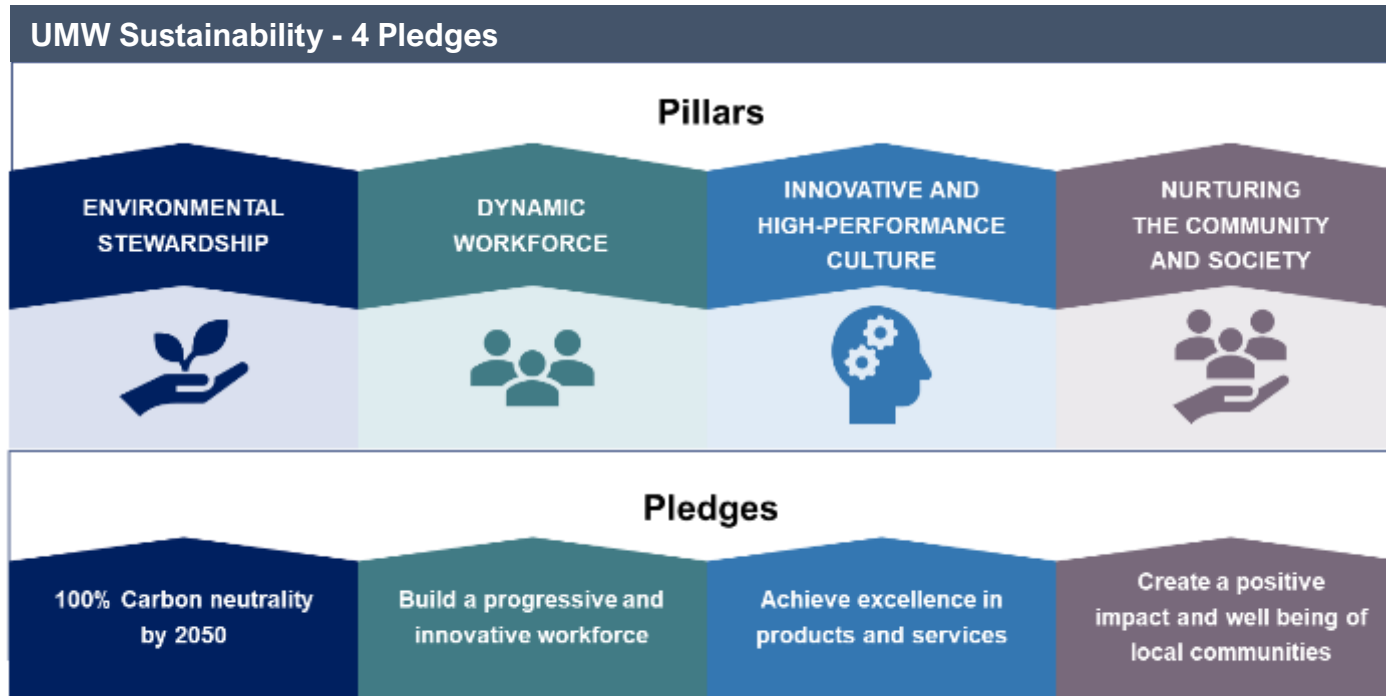 UMW Sustainability - 4 Pledges
Pillars
ENVIRONMENTAL
STEWARDSHIP
DYNAMIC
WORKFORCE
INNOVATIVE AND
HIGH-PERFORMANCE
CULTURE
NURTURING
THE COMMUNITY
AND SOCIETY
Pledges
100% Carbon neutrality
by 2050
Build a progressive and
innovative workforce
Achieve excellence in
products and services
Create a positive
impact and well being of
local communities